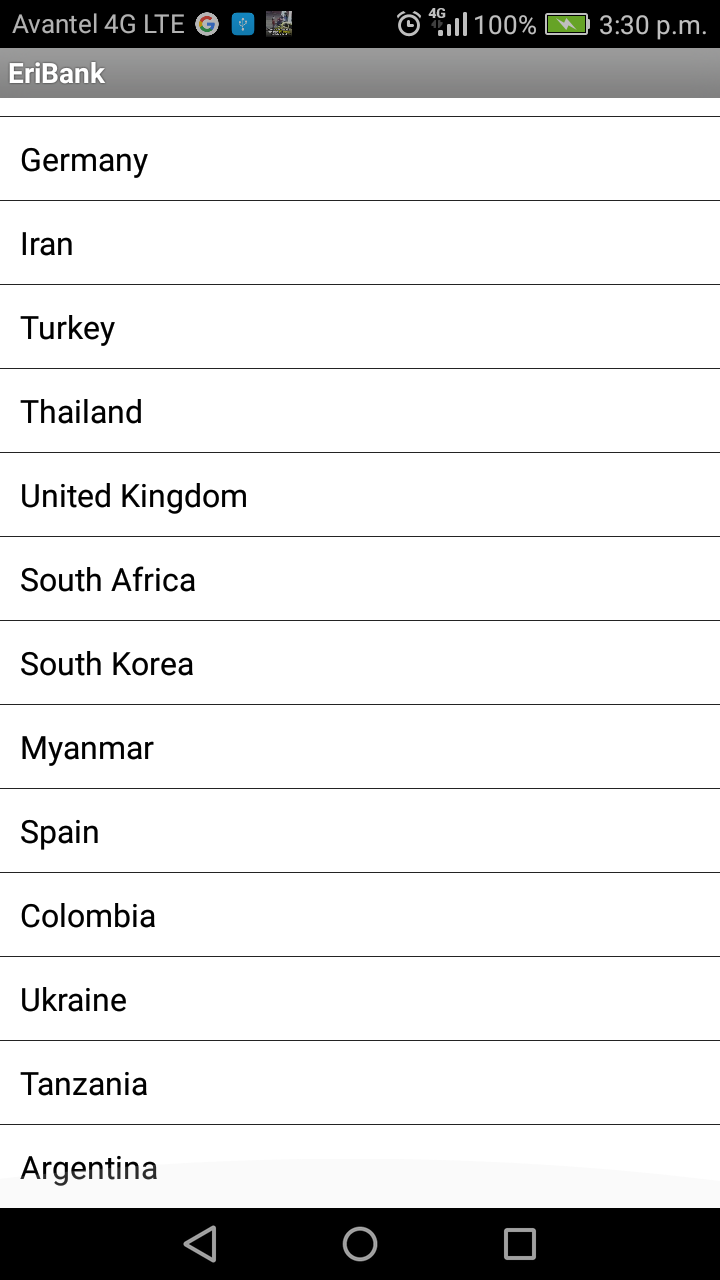 Avantel 4G LTE 4G 100% 3:30 p.m.
EriBank
Germany
Iran
Turkey
Thailand
United Kingdom
South Africa
South Korea
Myanmar
Spain
Colombia
Ukraine
Tanzania
Argentina